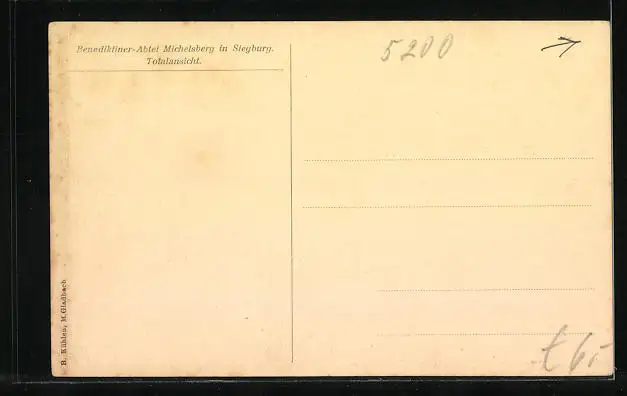 Benediktiner-Abtei Michelsberg in Siegburg.
Totalansicht.
5200
B. Kühlen, M.Gladbach